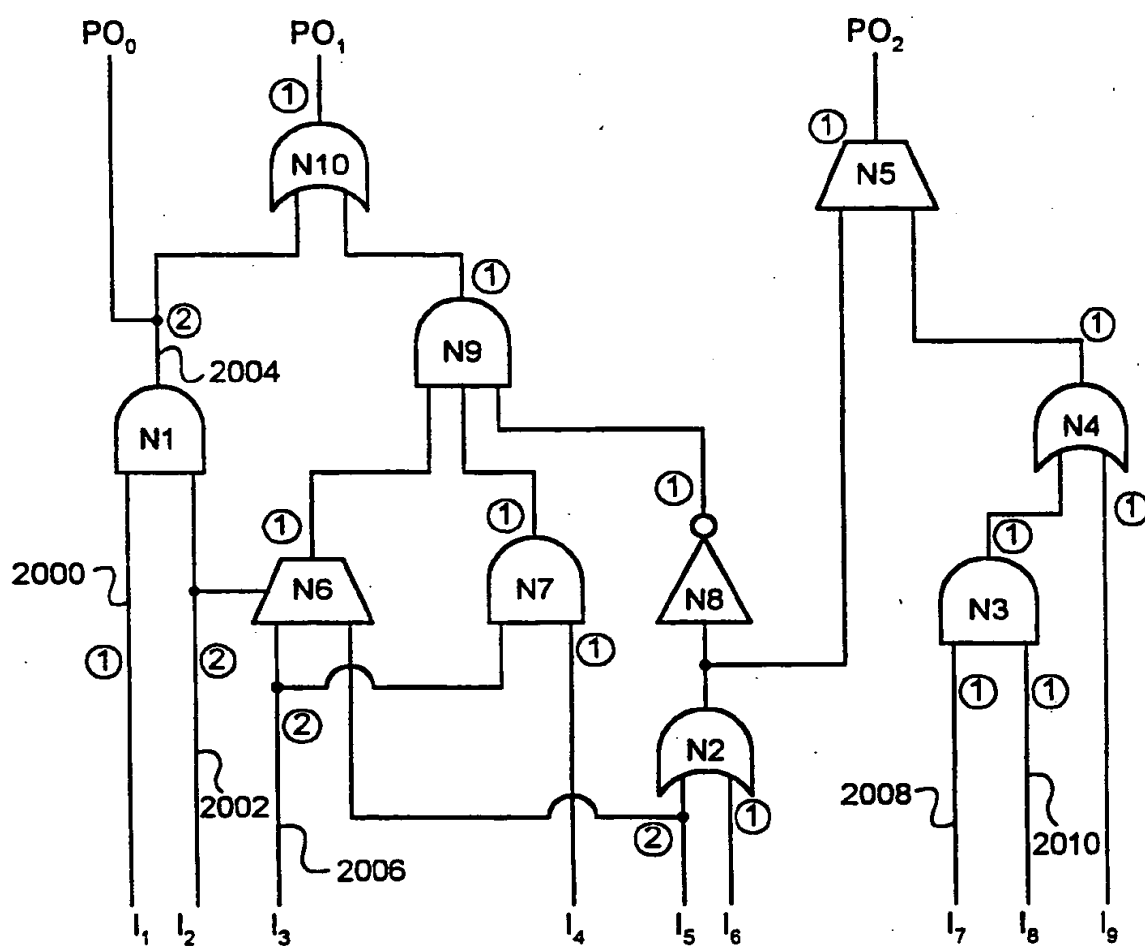 PO₀ PO₁ PO₂
①
①
N10
N5
①
②
N9
①
2004
N1
N4
①
①
①
①
①
2000
N6
N7
N8
N3
①
②
①
①
①
②
N2
2002
②
①
2008
2010
2006
I₁ I₂ I₃ I₄ I₅ I₆ I₇ I₈ I₉